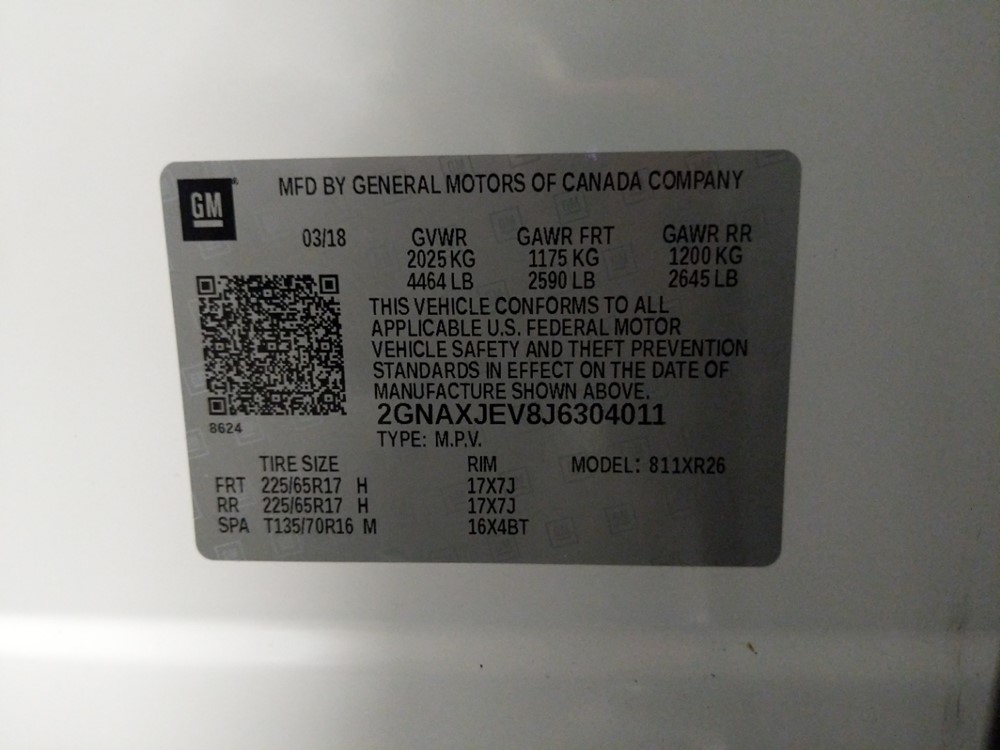 GM
MFD BY GENERAL MOTORS OF CANADA COMPANY
03/18 GVWR GAWR FRT GAWR RR
2025 KG 1175 KG 1200 KG
4464 LB 2590 LB 2645 LB
THIS VEHICLE CONFORMS TO ALL
APPLICABLE U.S. FEDERAL MOTOR
VEHICLE SAFETY AND THEFT PREVENTION
STANDARDS IN EFFECT ON THE DATE OF
MANUFACTURE SHOWN ABOVE.
2GNAXJEV8J6304011
8624
TYPE: M.P.V.
TIRE SIZE RIM MODEL: 811XR26
FRT 225/65R17 H 17X7J
RR 225/65R17 H 17X7J
SPA T135/70R16 M 16X4BT